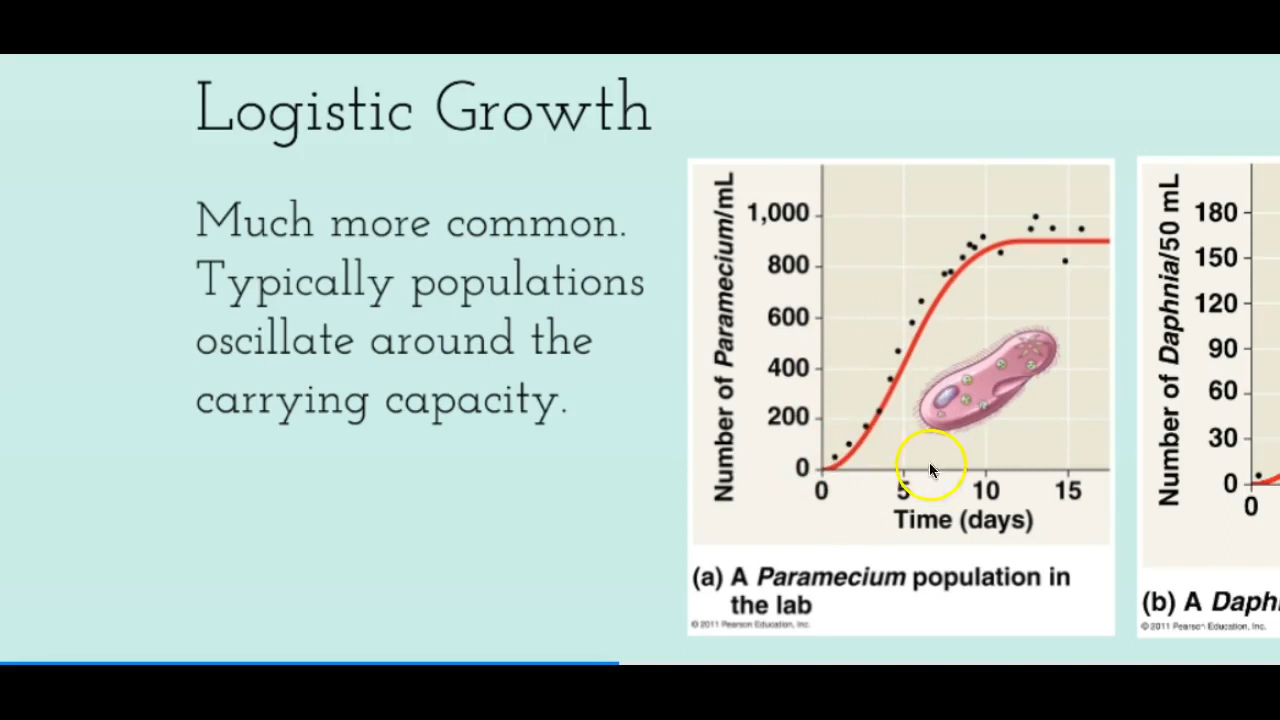 Logistic Growth
Much more common.
Typically populations
oscillate around the
carrying capacity.
Number of Paramecium/mL
1,000
800
600
400
200
0
0 5 10 15
Time (days)
(a) A Paramecium population in
the lab
© 2011 Pearson Education, Inc.
Number of Daphnia/50 mL
180
150
120
90
60
30
0
0
(b) A
© 2011 Pearson Education, Inc.